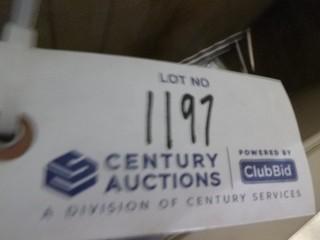 LOT NO
1197
CENTURY AUCTIONS
POWERED BY
ClubBid
A DIVISION OF CENTURY SERVICES